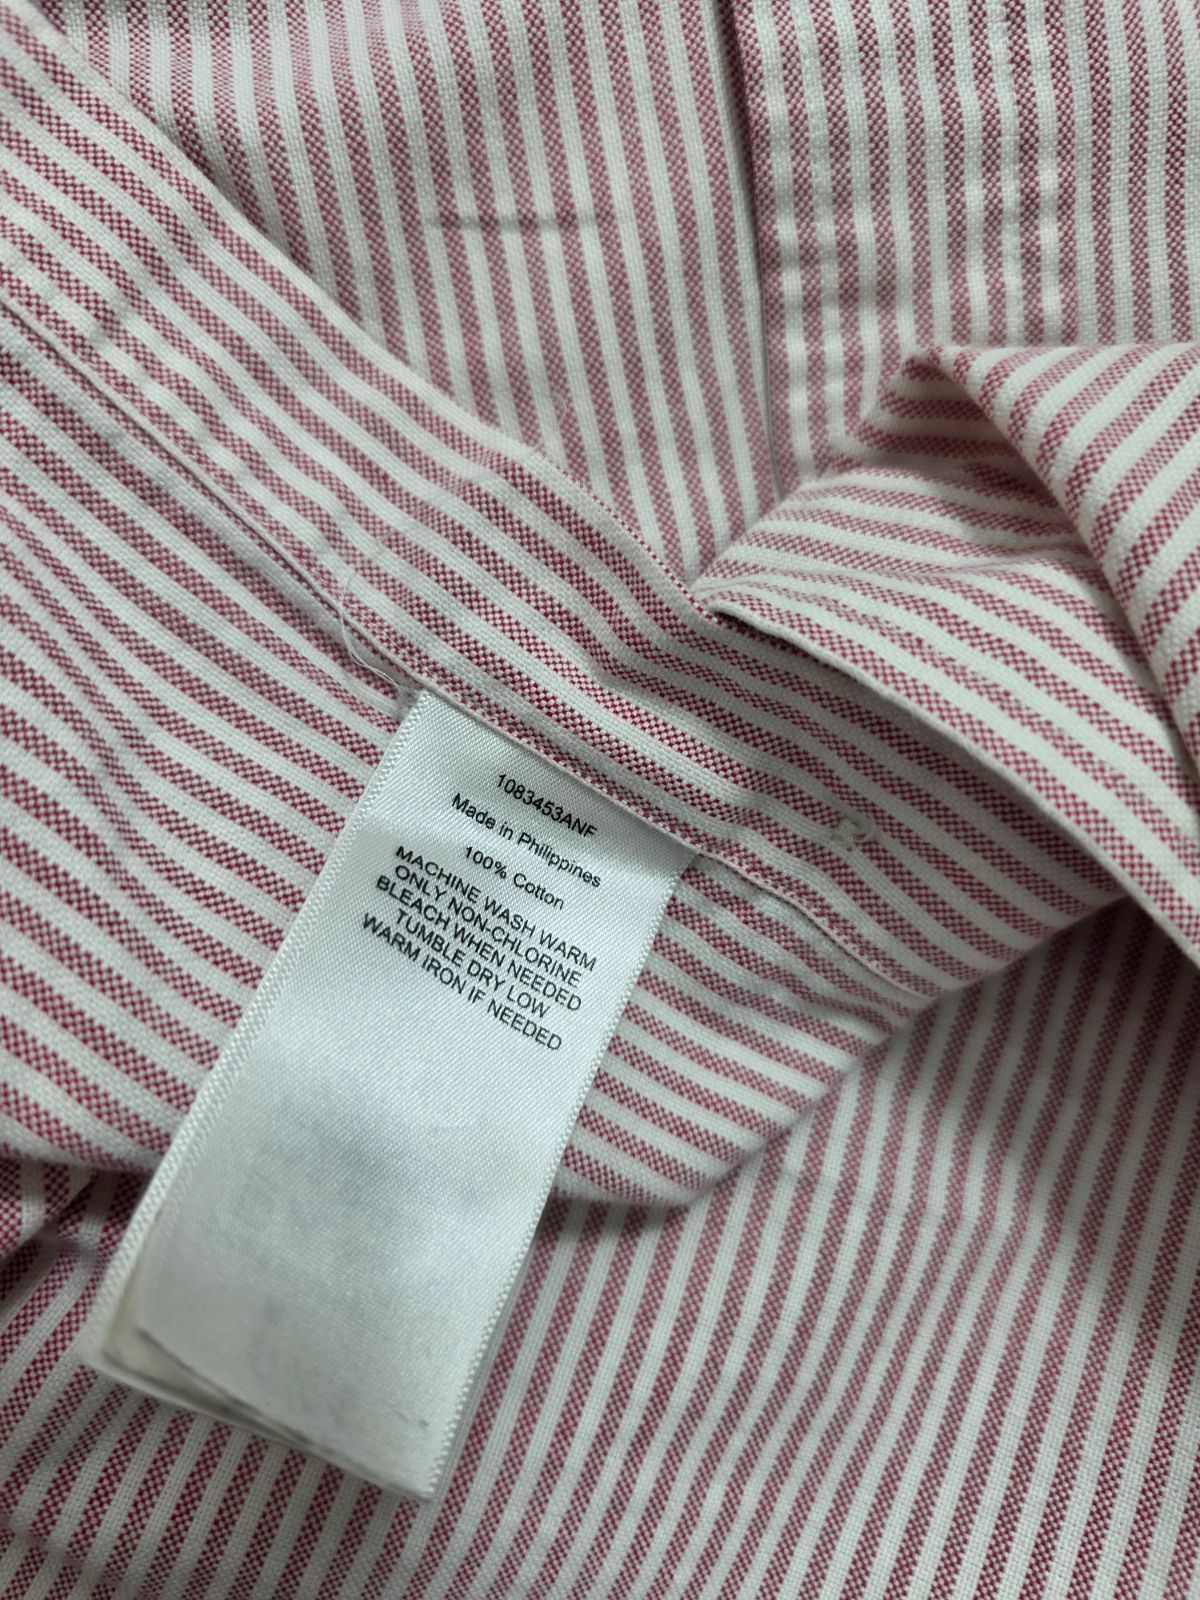 1083453ANF
Made in Philippines
100% Cotton
MACHINE WASH WARM
ONLY NON-CHLORINE
BLEACH WHEN NEEDED
TUMBLE DRY LOW
WARM IRON IF NEEDED